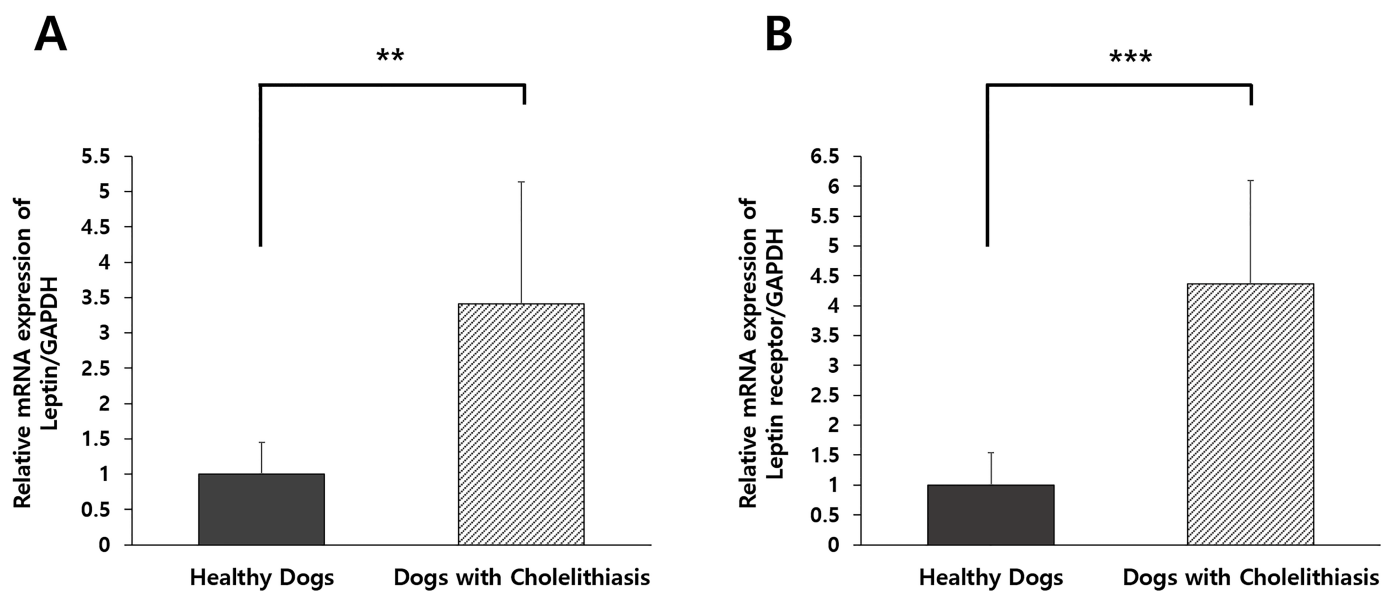 A
**
5.5
5
4.5
4
3.5
3
2.5
2
1.5
1
0.5
0
Relative mRNA expression of
Leptin/GAPDH
Healthy Dogs
Dogs with Cholelithiasis
B
***
6.5
6
5.5
5
4.5
4
3.5
3
2.5
2
1.5
1
0.5
0
Relative mRNA expression of
Leptin receptor/GAPDH
Healthy Dogs
Dogs with Cholelithiasis